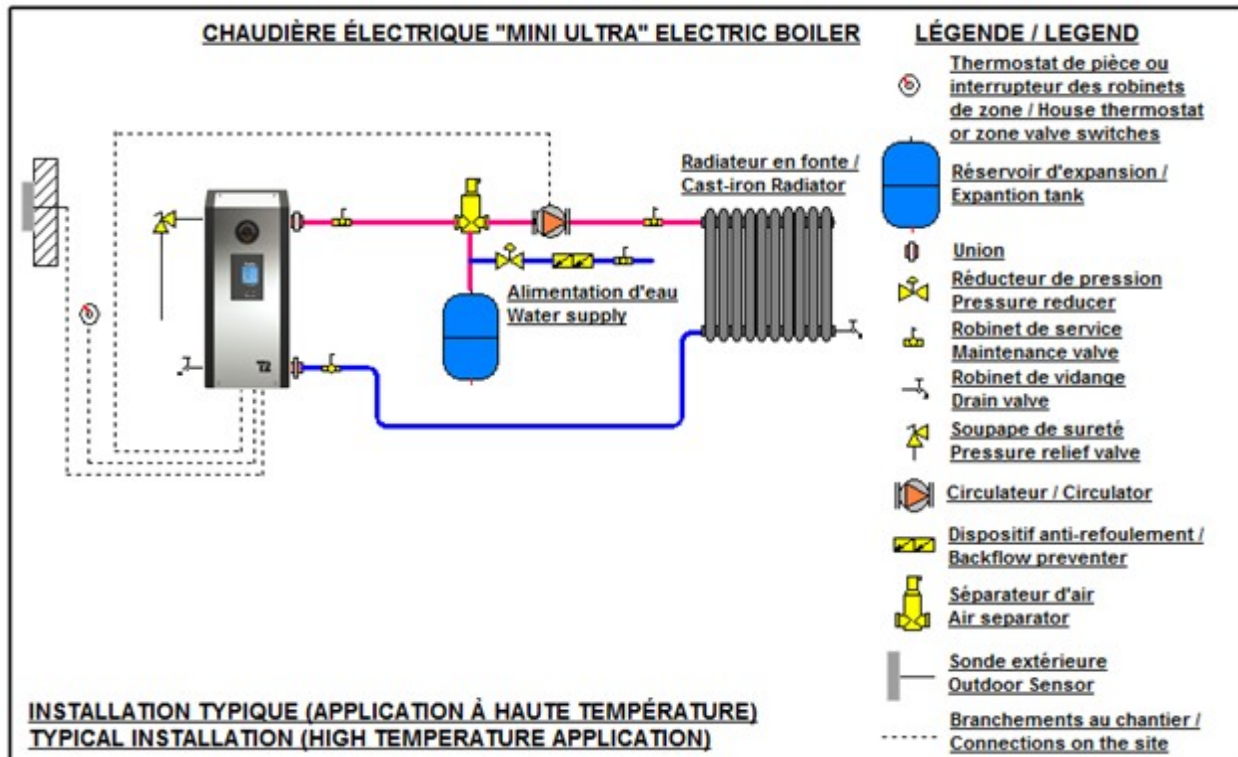 CHAUDIÈRE ÉLECTRIQUE "MINI ULTRA" ELECTRIC BOILER
LÉGENDE / LEGEND
Thermostat de pièce ou
interrupteur des robinets
de zone / House thermostat
or zone valve switches
Réservoir d'expansion /
Expantion tank
Union
Réducteur de pression
Pressure reducer
Robinet de service
Maintenance valve
Robinet de vidange
Drain valve
Soupape de sureté
Pressure relief valve
Circulateur / Circulator
Dispositif anti-refoulement /
Backflow preventer
Séparateur d'air
Air separator
Sonde extérieure
Outdoor Sensor
Branchements au chantier /
Connections on the site
Radiateur en fonte /
Cast-iron Radiator
Alimentation d'eau
Water supply
INSTALLATION TYPIQUE (APPLICATION À HAUTE TEMPÉRATURE)
TYPICAL INSTALLATION (HIGH TEMPERATURE APPLICATION)